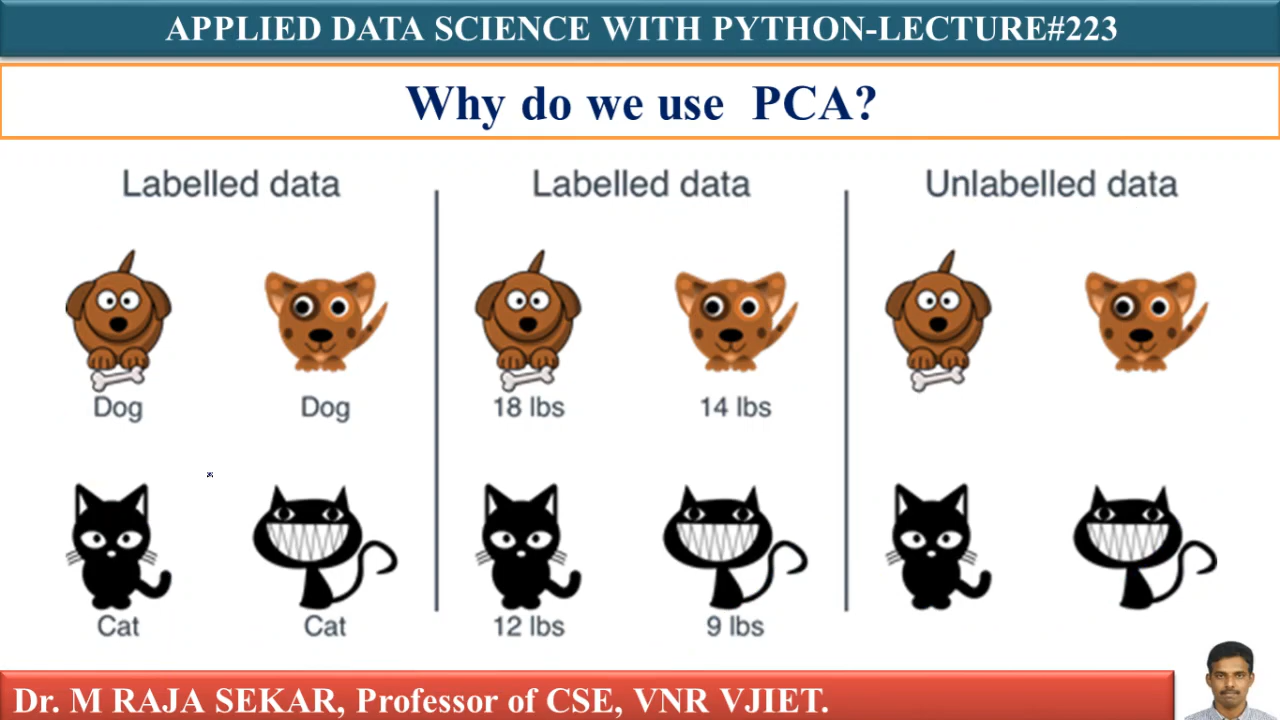 APPLIED DATA SCIENCE WITH PYTHON-LECTURE#223
Why do we use PCA?
Labelled data
Labelled data
Unlabelled data
Dog
Dog
18 lbs
14 lbs
Cat
Cat
12 lbs
9 lbs
Dr. M RAJA SEKAR, Professor of CSE, VNR VJIET.